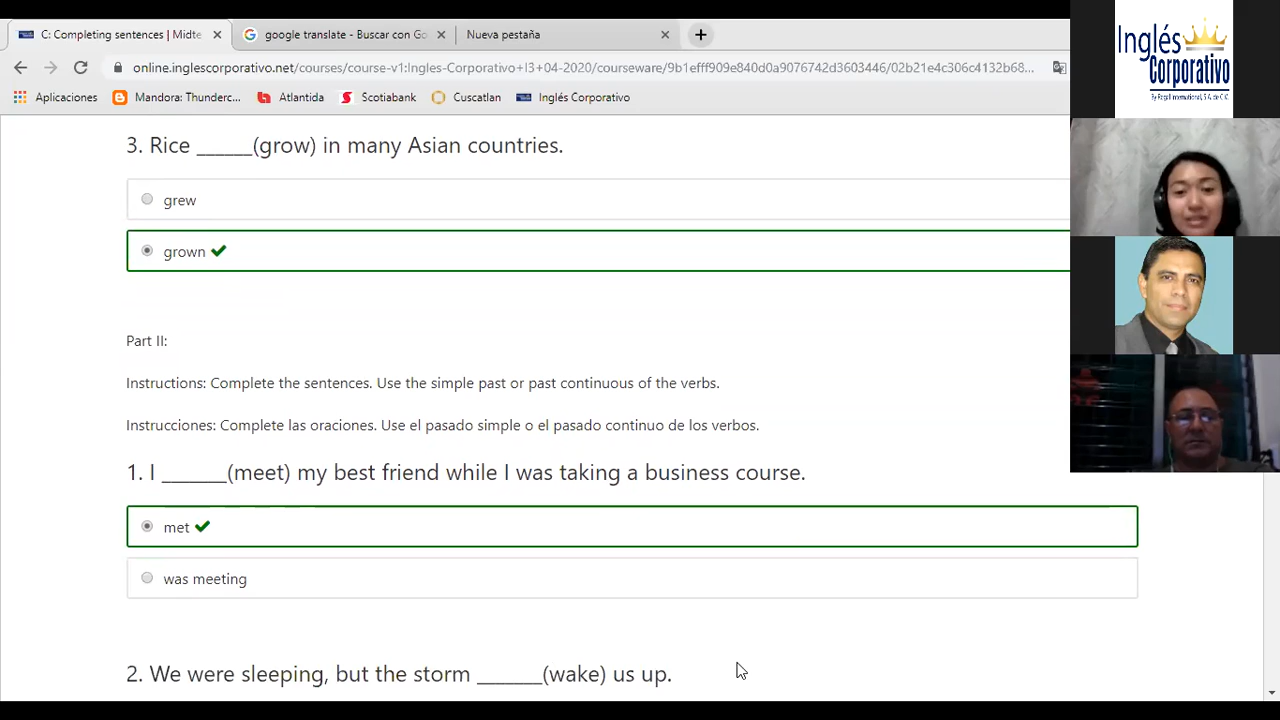 C: Completing sentences | Midte
google translate - Buscar con Go
Nueva pestaña
online.inglescorporativo.net/courses/course-v1:Ingles-Corporativo+I3+04-2020/courseware/9b1efff909e840d0a9076742d3603446/02b21e4c306c4132b68...
Aplicaciones
Mandora: Thunderc...
Atlantida
Scotiabank
Guacamari
Inglés Corporativo
3. Rice ______(grow) in many Asian countries.
grew
grown
Part II:
Instructions: Complete the sentences. Use the simple past or past continuous of the verbs.
Instrucciones: Complete las oraciones. Use el pasado simple o el pasado continuo de los verbos.
1. I _______(meet) my best friend while I was taking a business course.
met
was meeting
2. We were sleeping, but the storm _______(wake) us up.
Inglés
Corporativo